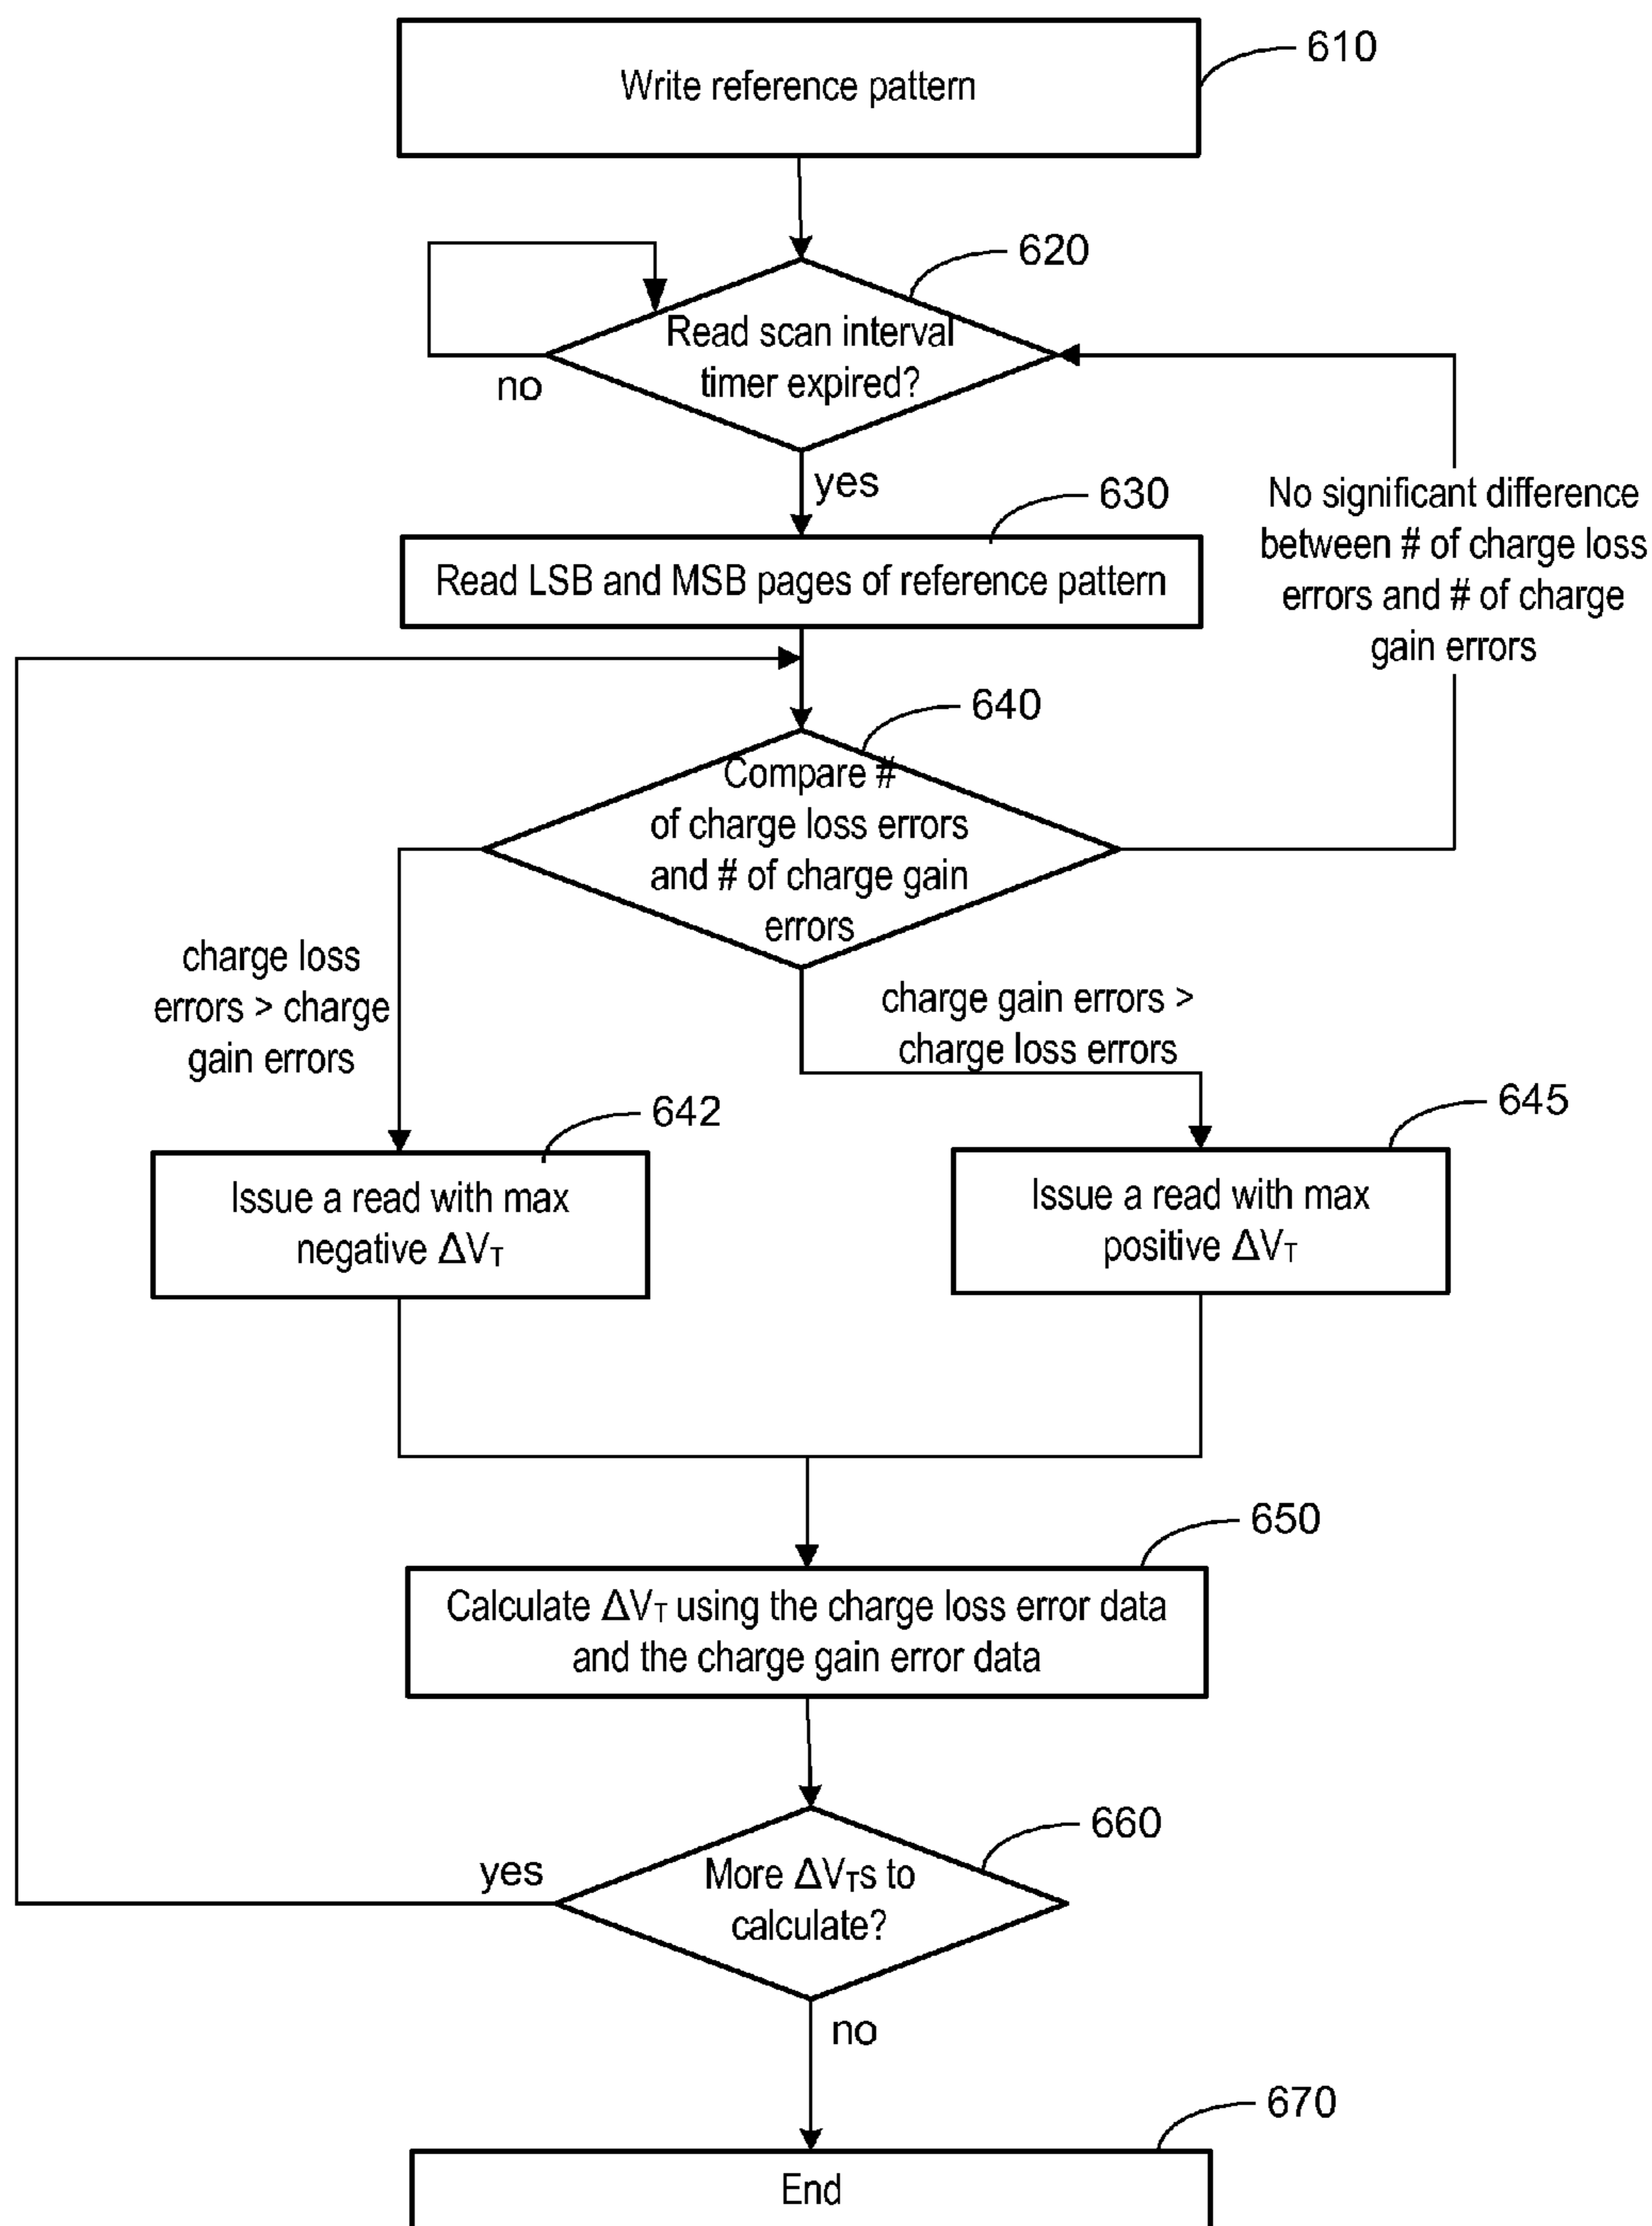 Write reference pattern
610
620
Read scan interval
timer expired?
no
yes
630
Read LSB and MSB pages of reference pattern
No significant difference
between # of charge loss
errors and # of charge
gain errors
640
Compare #
of charge loss errors
and # of charge gain
errors
charge loss
errors > charge
gain errors
charge gain errors >
charge loss errors
642
Issue a read with max
negative ΔVT
645
Issue a read with max
positive ΔVT
650
Calculate ΔVT using the charge loss error data
and the charge gain error data
660
More ΔVTs to
calculate?
yes
no
670
End